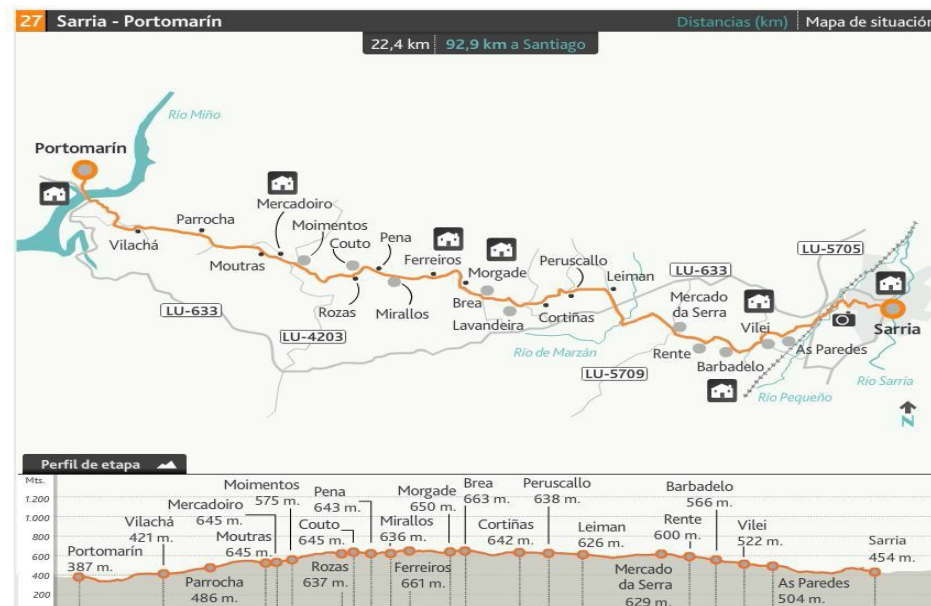 27 Sarria - Portomarín
Distancias (km) Mapa de situación
22,4 km 92,9 km a Santiago
Río Miño
Portomarín
Mercadoiro
Parrocha
Moimentos
Vilachá
Couto
Pena
Moutras
Ferreiros
Morgade
Peruscallo
Leiman
LU-633
LU-5705
Rozas
Mirallos
Brea
Lavandeira
Cortiñas
Mercado
da Serra
Vilei
Sarria
LU-633
LU-4203
Río de Marzán
Rente
Barbadelo
As Paredes
LU-5709
Río Pequeño
Río Sarria
N
Perfil de etapa
Mts.
1.200
1.000
800
600
400
200
Portomarín
387 m.
Vilachá
421 m.
Parrocha
486 m.
Moutras
645 m.
Mercadoiro
645 m.
Moimentos
575 m.
Rozas
637 m.
Couto
645 m.
Pena
643 m.
Mirallos
636 m.
Ferreiros
661 m.
Morgade
650 m.
Brea
663 m.
Cortiñas
642 m.
Peruscallo
638 m.
Leiman
626 m.
Mercado
da Serra
629 m.
Rente
600 m.
Barbadelo
566 m.
Vilei
522 m.
As Paredes
504 m.
Sarria
454 m.